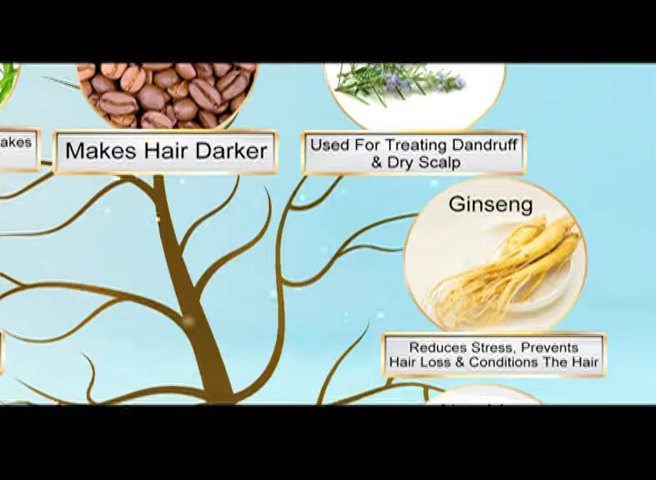 akes
Makes Hair Darker
Used For Treating Dandruff
& Dry Scalp
Ginseng
Reduces Stress, Prevents
Hair Loss & Conditions The Hair